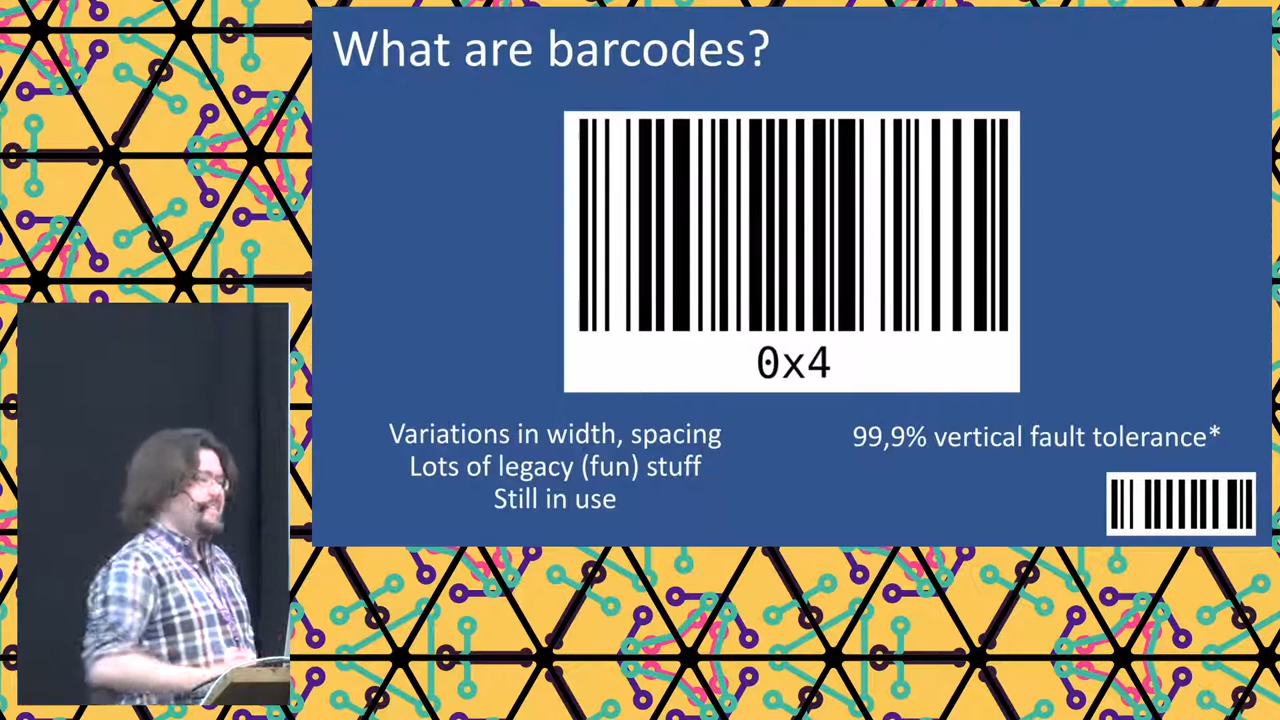 What are barcodes?
0x4
Variations in width, spacing
Lots of legacy (fun) stuff
Still in use
99,9% vertical fault tolerance*